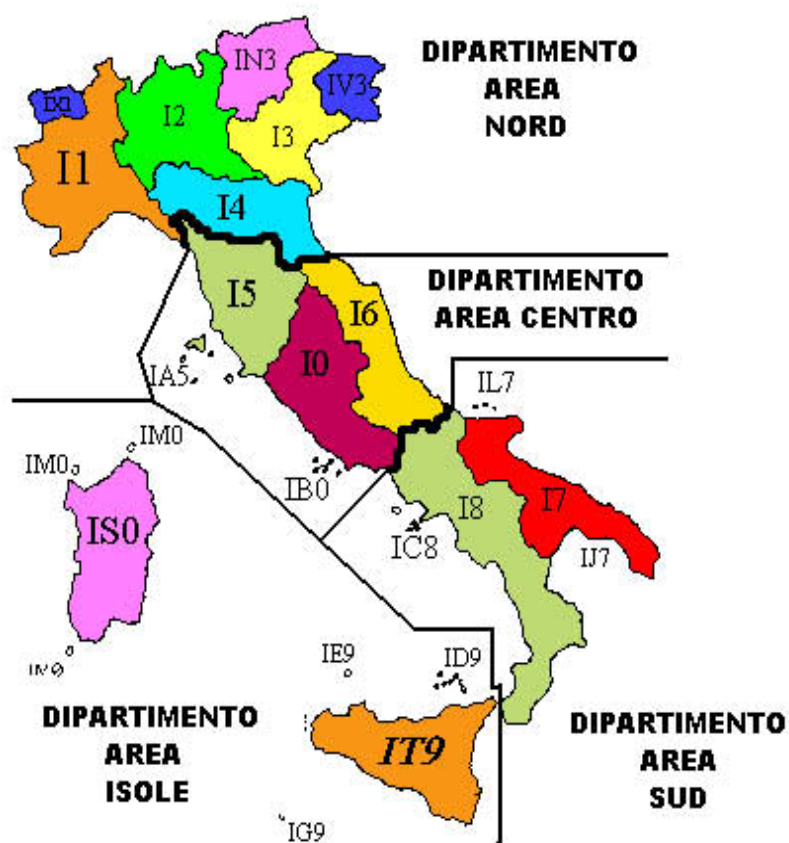 IN3
DIPARTIMENTO
AREA
NORD
IV3
IX1
I2
I3
I1
I4
I5
I6
DIPARTIMENTO
AREA CENTRO
I0
IA5
IL7
IM0
IM0
IB0
I8
I7
IS0
IC8
IJ7
IE9
ID9
DIPARTIMENTO
AREA
ISOLE
IT9
DIPARTIMENTO
AREA
SUD
IG9